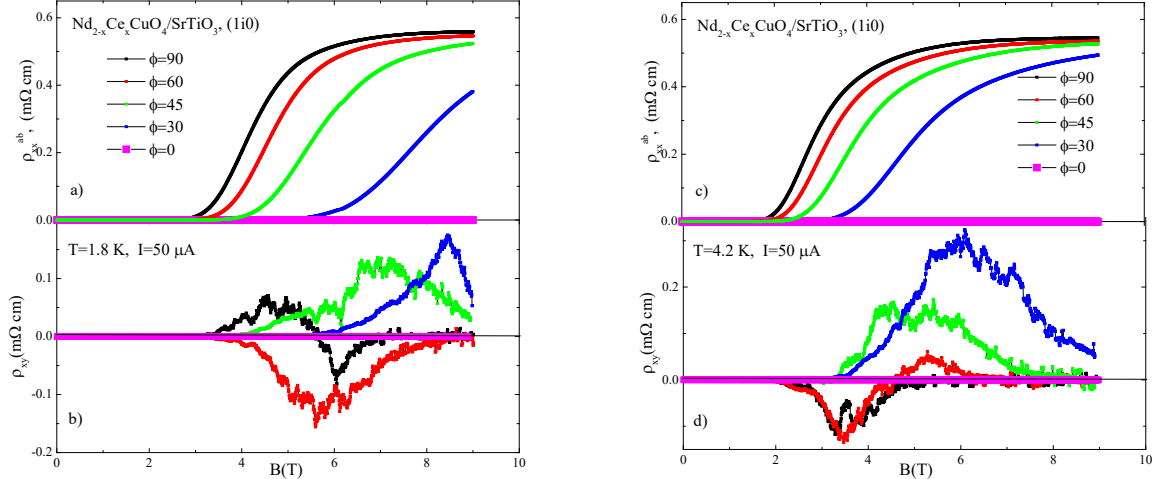 Nd2-xCexCuO4/SrTiO3, (1i0)
ϕ=90
ϕ=60
ϕ=45
ϕ=30
ϕ=0
ρxx^ab, (mΩ cm)
0.6
0.4
0.2
0.0
a)
T=1.8 K, I=50 μA
ρxy(mΩ cm)
0.1
0.0
-0.1
-0.2
b)
0 2 4 6 8 10
B(T)
Nd2-xCexCuO4/SrTiO3, (1i0)
ϕ=90
ϕ=60
ϕ=45
ϕ=30
ϕ=0
ρxx^ab, (mΩ cm)
0.6
0.4
0.2
0.0
c)
T=4.2 K, I=50 μA
ρxy(mΩ cm)
0.2
0.0
d)
0 2 4 6 8 10
B(T)